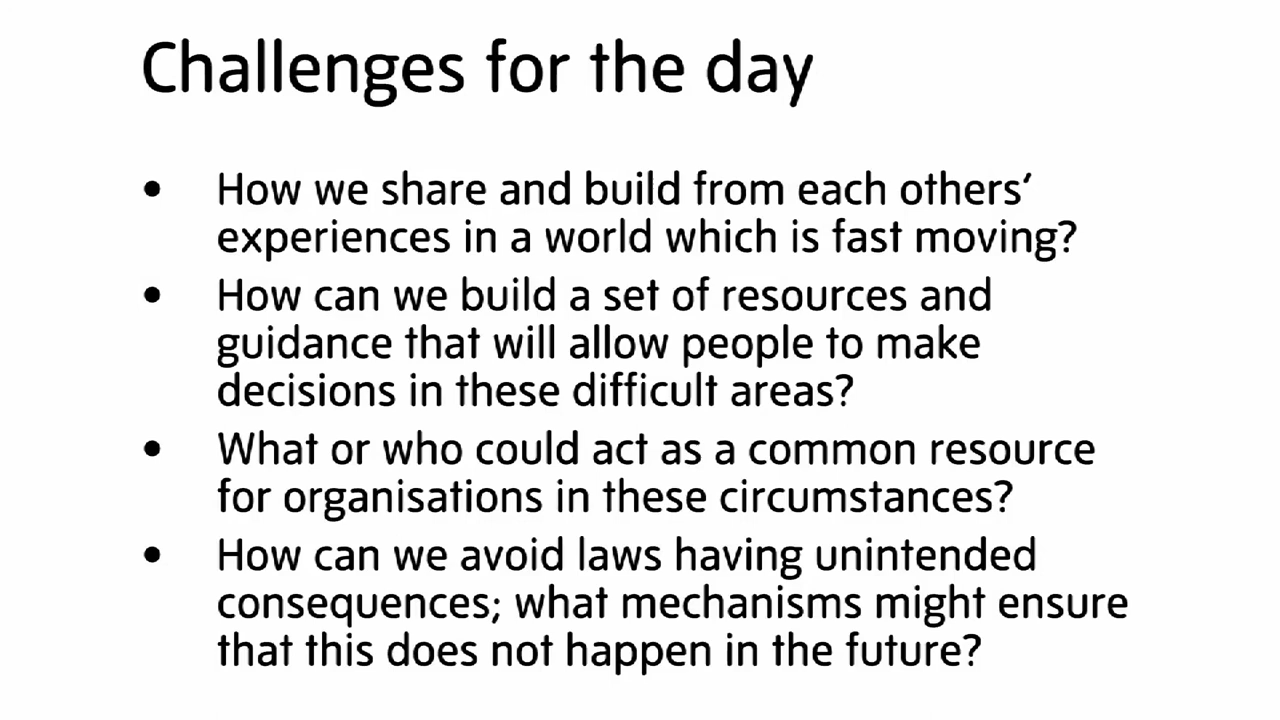 Challenges for the day
• How we share and build from each others’
experiences in a world which is fast moving?
• How can we build a set of resources and
guidance that will allow people to make
decisions in these difficult areas?
• What or who could act as a common resource
for organisations in these circumstances?
• How can we avoid laws having unintended
consequences; what mechanisms might ensure
that this does not happen in the future?